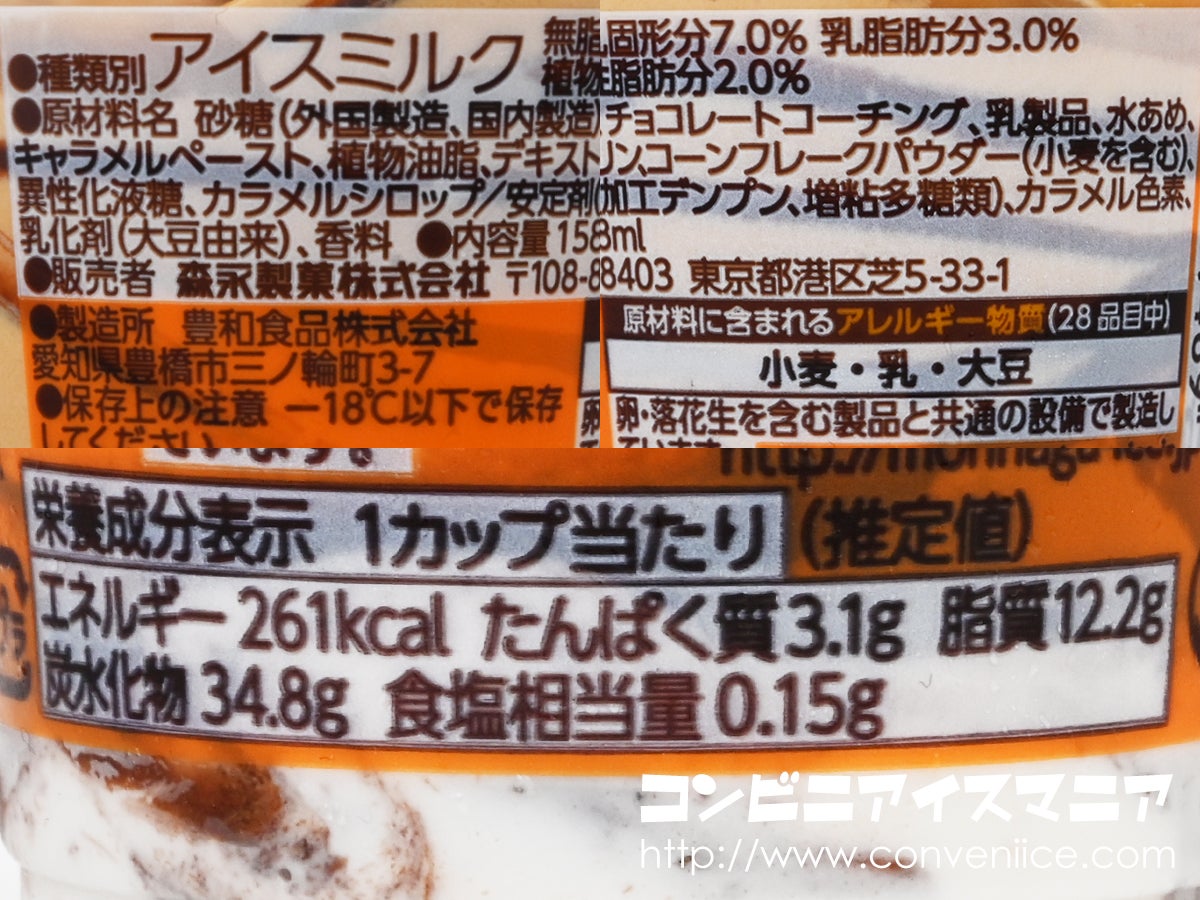 ●種類別 アイスミルク 無脂固形分7.0% 乳脂肪分3.0%
植物性脂肪分2.0%
●原材料名 砂糖(外国製造、国内製造)、チョコレートコーチング、乳製品、水あめ、
キャラメルペースト、植物油脂、デキストリン、コーンフレークパウダー(小麦を含む)、
異性化液糖、カラメルシロップ/安定剤(加工デンプン、増粘多糖類)、カラメル色素、
乳化剤(大豆由来)、香料 ●内容量 158ml
●販売者 森永製菓株式会社 〒108-8403 東京都港区芝5-33-1
●製造所 豊和食品株式会社
愛知県豊橋市三ノ輪町3-7
●保存上の注意 -18℃以下で保存
してください
原材料に含まれるアレルギー物質(28品目中)
小麦・乳・大豆
卵・落花生を含む製品と共通の設備で製造し
ています
栄養成分表示 1カップ当たり (推定値)
エネルギー 261kcal たんぱく質3.1g 脂質12.2g
炭水化物 34.8g 食塩相当量 0.15g
コンビニアイスマニア
http://www.conveniice.com